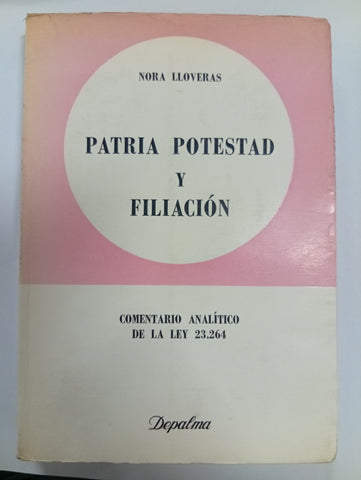 NORA LLOVERAS
PATRIA POTESTAD
Y
FILIACIÓN
COMENTARIO ANALÍTICO
DE LA LEY 23.264
Depalma